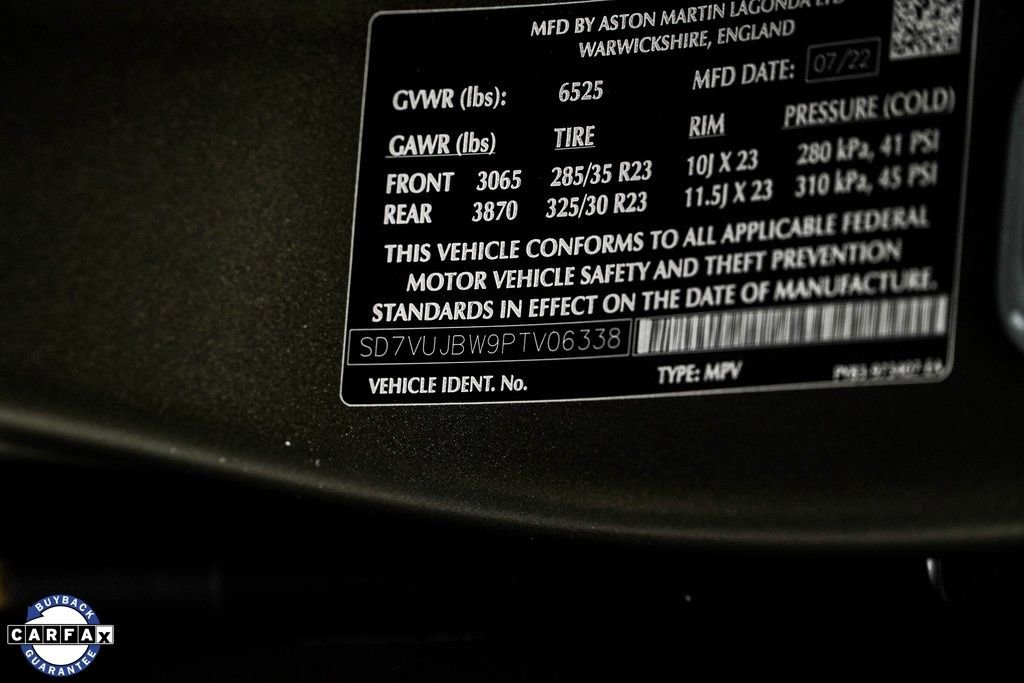 MFD BY ASTON MARTIN LAGONDA LTD
WARWICKSHIRE, ENGLAND
GVWR (lbs): 6525 MFD DATE: 07/22
GAWR (lbs) TIRE RIM PRESSURE (COLD)
FRONT 3065 285/35 R23 10J X 23 280 kPa, 41 PSI
REAR 3870 325/30 R23 11.5J X 23 310 kPa, 45 PSI
THIS VEHICLE CONFORMS TO ALL APPLICABLE FEDERAL
MOTOR VEHICLE SAFETY AND THEFT PREVENTION
STANDARDS IN EFFECT ON THE DATE OF MANUFACTURE.
SD7VUJBW9PTV06338
VEHICLE IDENT. No. TYPE: MPV
BUYBACK
CARFAX
GUARANTEE